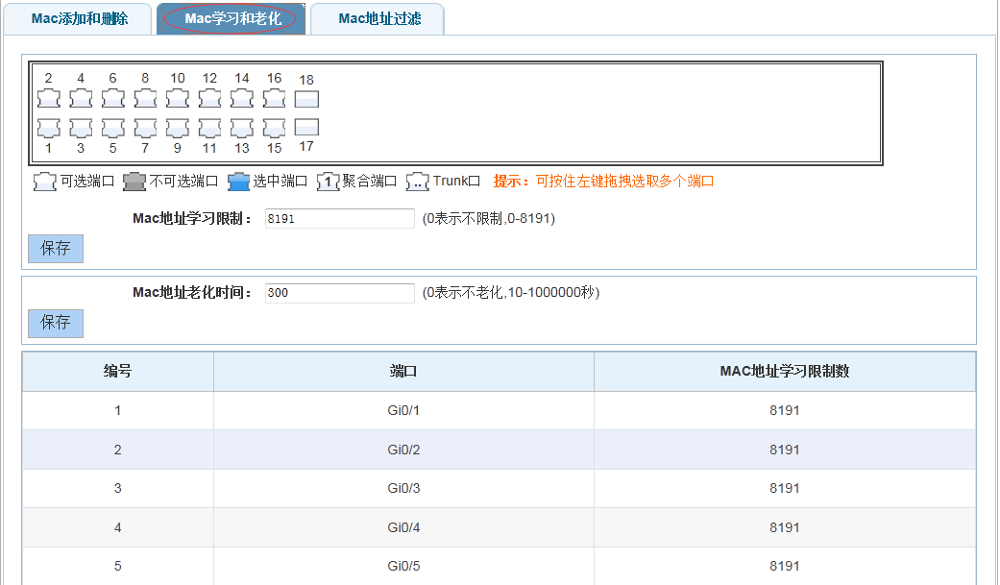 Mac添加和删除 Mac学习和老化 Mac地址过滤
2 4 6 8 10 12 14 16 18
1 3 5 7 9 11 13 15 17
可选端口 不可选端口 选中端口 1 聚合端口 .. Trunk口 提示：可按住左键拖拽选取多个端口
Mac地址学习限制： 8191 (0表示不限制,0-8191)
保存
Mac地址老化时间： 300 (0表示不老化,10-1000000秒)
保存
编号 端口 MAC地址学习限制数
1 Gi0/1 8191
2 Gi0/2 8191
3 Gi0/3 8191
4 Gi0/4 8191
5 Gi0/5 8191